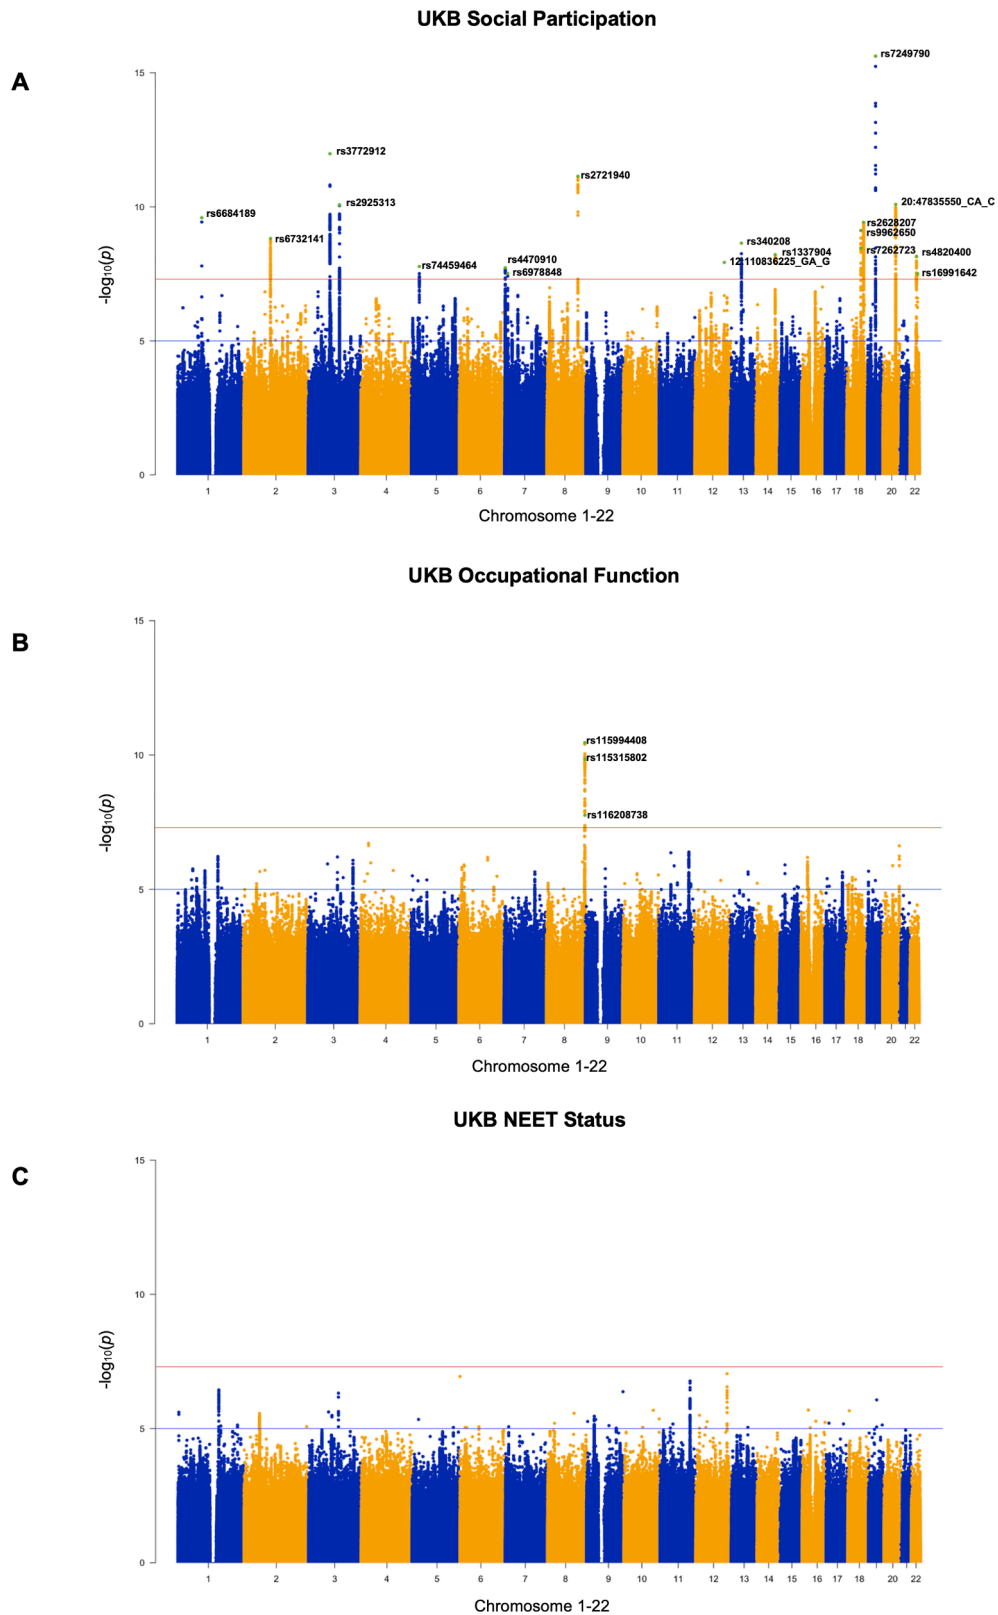 UKB Social Participation
A
15
10
5
0
-log10(p)
rs7249790
rs3772912
rs2721940
rs2925313
20:47835550_CA_C
rs6684189
rs2628207
rs9962650
rs6732141
rs340208
rs7262723
rs4820400
rs1337904
rs4470910
12:110836225_GA_G
rs74459464
rs6978848
rs16991642
1 2 3 4 5 6 7 8 9 10 11 12 13 14 15 16 17 18 20 22
Chromosome 1-22
UKB Occupational Function
B
15
10
5
0
-log10(p)
rs115994408
rs115315802
rs116208738
1 2 3 4 5 6 7 8 9 10 11 12 13 14 15 16 17 18 20 22
Chromosome 1-22
UKB NEET Status
C
15
10
5
0
-log10(p)
1 2 3 4 5 6 7 8 9 10 11 12 13 14 15 16 17 18 20 22
Chromosome 1-22